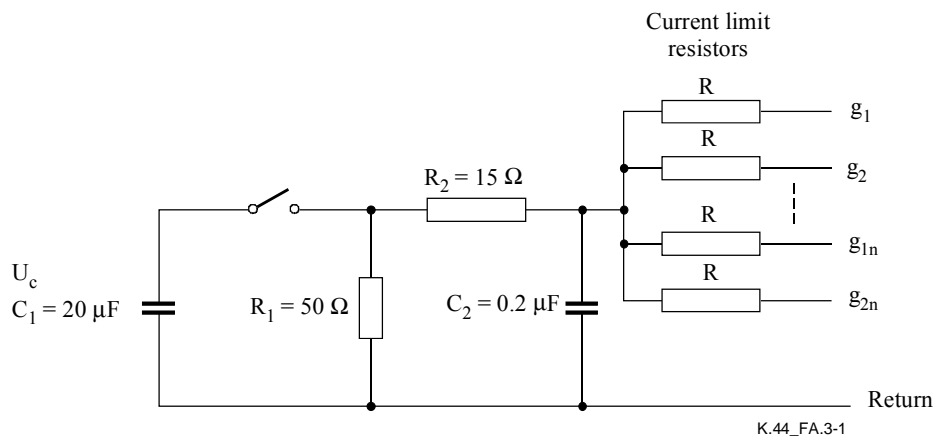 Current limit
resistors
R
g1
R
g2
R2 = 15 Ω
R
g1n
R
g2n
Uc
C1 = 20 μF
R1 = 50 Ω
C2 = 0.2 μF
Return
K.44_FA.3-1